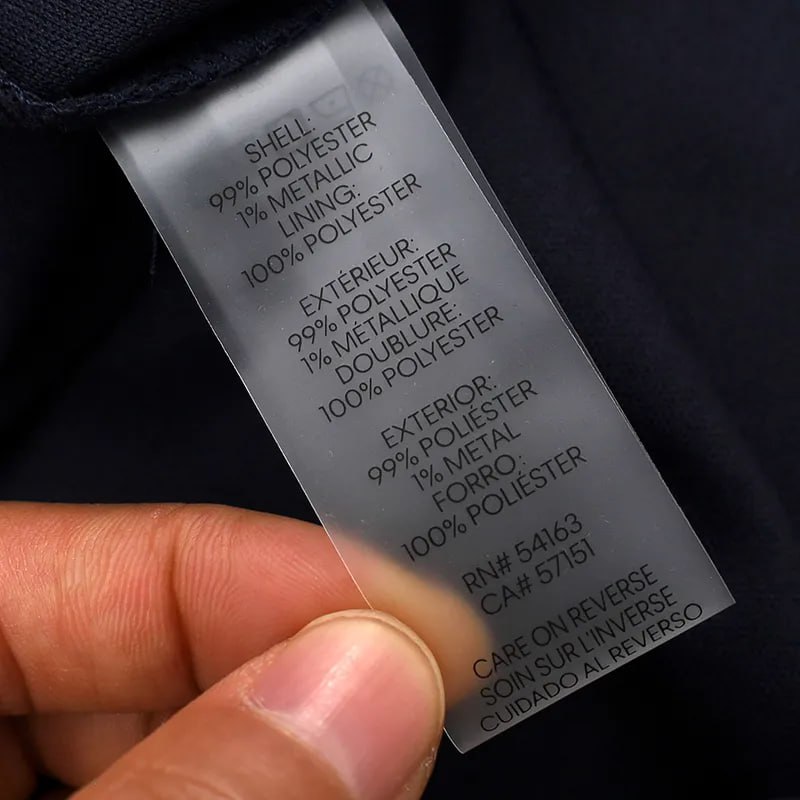 SHELL:
99% POLYESTER
1% METALLIC
LINING:
100% POLYESTER
EXTÉRIEUR:
99% POLYESTER
1% MÉTALLIQUE
DOUBLURE:
100% POLYESTER
EXTERIOR:
99% POLIÉSTER
1% METAL
FORRO:
100% POLIÉSTER
RN# 54163
CA# 57151
CARE ON REVERSE
SOIN SUR L'INVERSE
CUIDADO AL REVERSO